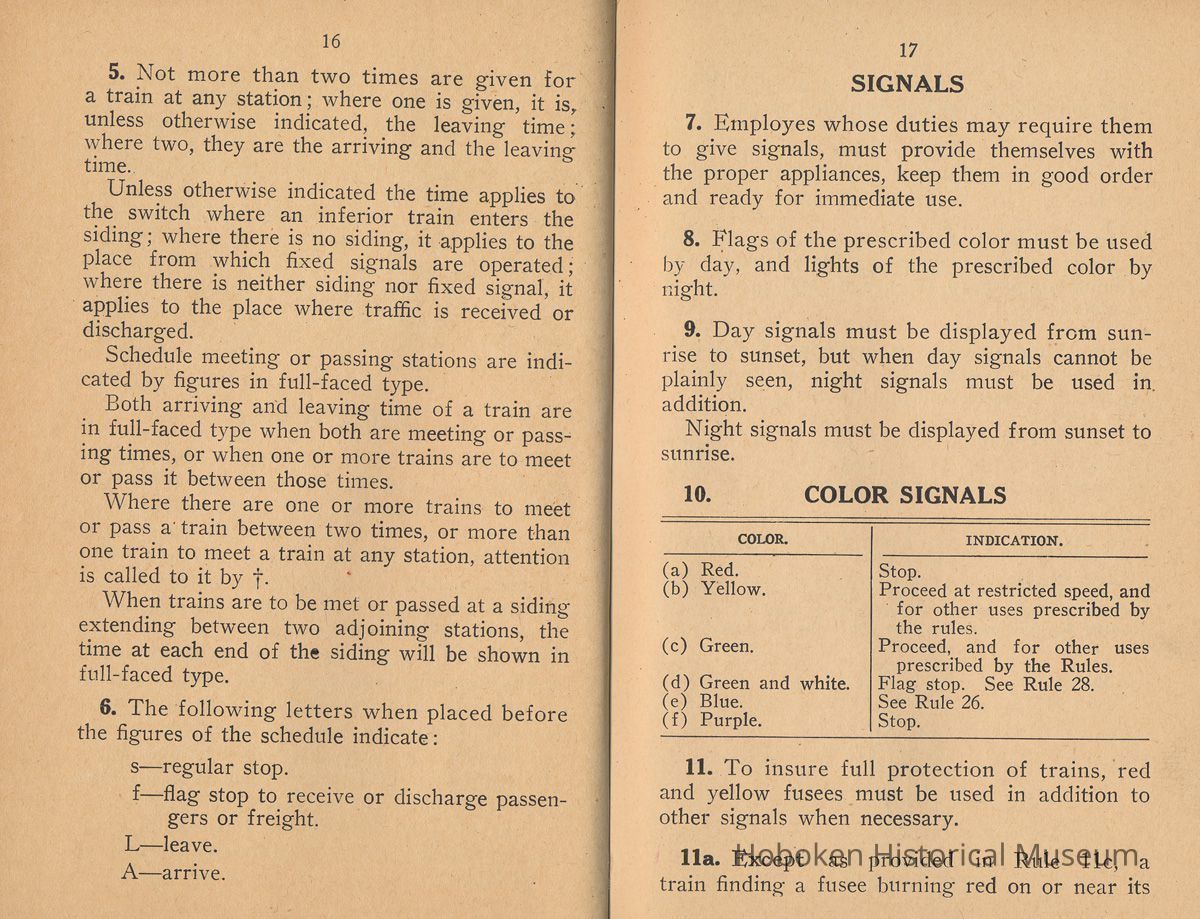 16
5. Not more than two times are given for
a train at any station; where one is given, it is,
unless otherwise indicated, the leaving time;
where two, they are the arriving and the leaving
time.
Unless otherwise indicated the time applies to
the switch where an inferior train enters the
siding; where there is no siding, it applies to the
place from which fixed signals are operated;
where there is neither siding nor fixed signal, it
applies to the place where traffic is received or
discharged.
Schedule meeting or passing stations are indi-
cated by figures in full-faced type.
Both arriving and leaving time of a train are
in full-faced type when both are meeting or pass-
ing times, or when one or more trains are to meet
or pass it between those times.
Where there are one or more trains to meet
or pass a train between two times, or more than
one train to meet a train at any station, attention
is called to it by †.
When trains are to be met or passed at a siding
extending between two adjoining stations, the
time at each end of the siding will be shown in
full-faced type.
6. The following letters when placed before
the figures of the schedule indicate:
s—regular stop.
f—flag stop to receive or discharge passen-
gers or freight.
L—leave.
A—arrive.
17
SIGNALS
7. Employes whose duties may require them
to give signals, must provide themselves with
the proper appliances, keep them in good order
and ready for immediate use.
8. Flags of the prescribed color must be used
by day, and lights of the prescribed color by
night.
9. Day signals must be displayed from sun-
rise to sunset, but when day signals cannot be
plainly seen, night signals must be used in
addition.
Night signals must be displayed from sunset to
sunrise.
10. COLOR SIGNALS
COLOR. INDICATION.
(a) Red. Stop.
(b) Yellow. Proceed at restricted speed, and
for other uses prescribed by
the rules.
(c) Green. Proceed, and for other uses
prescribed by the Rules.
(d) Green and white. Flag stop. See Rule 28.
(e) Blue. See Rule 26.
(f) Purple. Stop.
11. To insure full protection of trains, red
and yellow fusees must be used in addition to
other signals when necessary.
11a. Except as provided in Rule 11c, a
train finding a fusee burning red on or near its
Hoboken Historical Museum